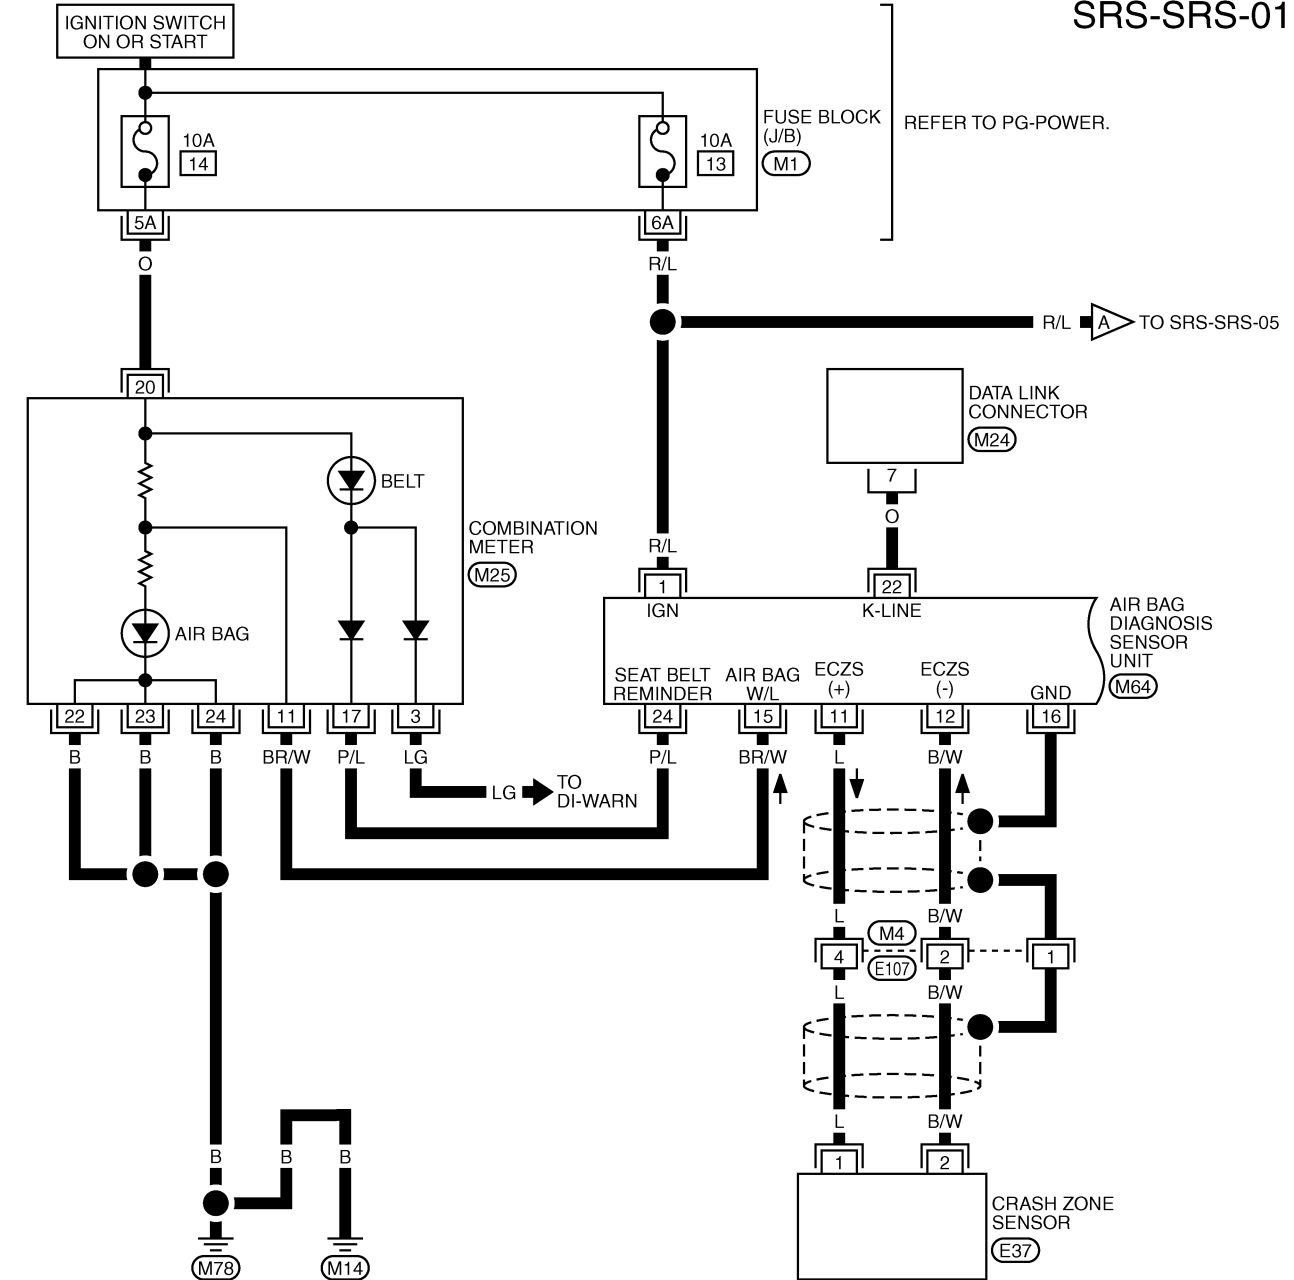 SRS-SRS-01
IGNITION SWITCH
ON OR START
10A
14
10A
13
FUSE BLOCK
(J/B)
M1
REFER TO PG-POWER.
5A
6A
O
R/L
R/L
A
TO SRS-SRS-05
20
DATA LINK
CONNECTOR
M24
7
O
BELT
COMBINATION
METER
M25
AIR BAG
R/L
1
22
IGN
K-LINE
AIR BAG
DIAGNOSIS
SENSOR
UNIT
M64
SEAT BELT
REMINDER
AIR BAG
W/L
ECZS
(+)
ECZS
(-)
GND
22
23
24
11
17
3
24
15
11
12
16
B
B
B
BR/W
P/L
LG
P/L
BR/W
L
B/W
LG
TO
DI-WARN
L
B/W
M4
4
2
1
E107
L
B/W
L
B/W
B
B
B
1
2
CRASH ZONE
SENSOR
E37
M78
M14